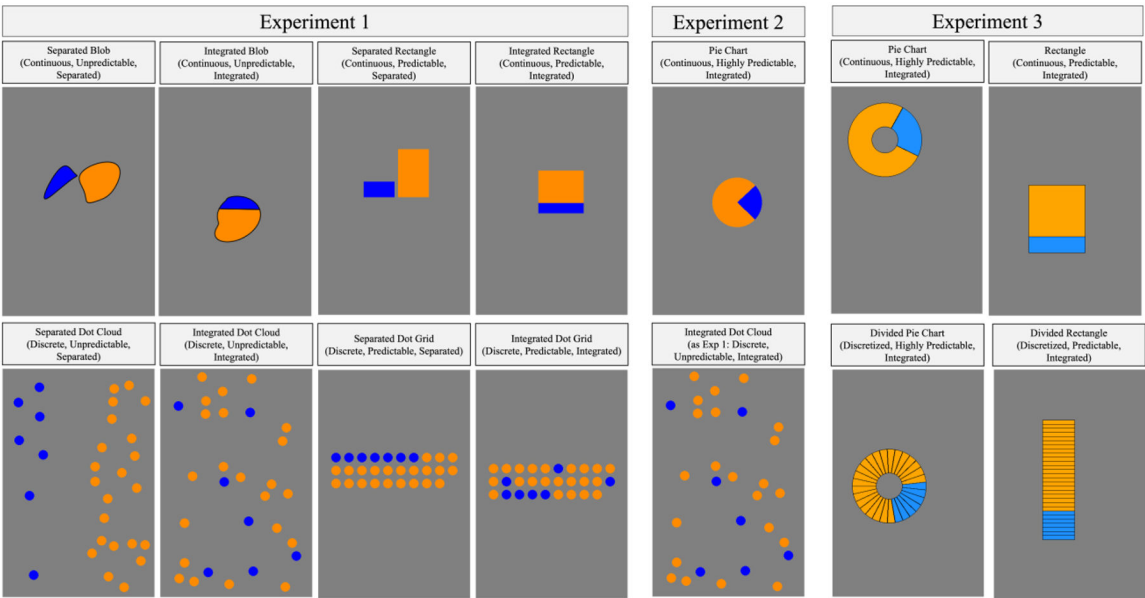 Experiment 1
Experiment 2
Experiment 3
Separated Blob
(Continuous, Unpredictable,
Separated)
Integrated Blob
(Continuous, Unpredictable,
Integrated)
Separated Rectangle
(Continuous, Predictable,
Separated)
Integrated Rectangle
(Continuous, Predictable,
Integrated)
Pie Chart
(Continuous, Highly Predictable,
Integrated)
Pie Chart
(Continuous, Highly Predictable,
Integrated)
Rectangle
(Continuous, Predictable,
Integrated)
Separated Dot Cloud
(Discrete, Unpredictable,
Separated)
Integrated Dot Cloud
(Discrete, Unpredictable,
Integrated)
Separated Dot Grid
(Discrete, Predictable, Separated)
Integrated Dot Grid
(Discrete, Predictable, Integrated)
Integrated Dot Cloud
(as Exp 1: Discrete,
Unpredictable, Integrated)
Divided Pie Chart
(Discretized, Highly Predictable,
Integrated)
Divided Rectangle
(Discretized, Predictable,
Integrated)